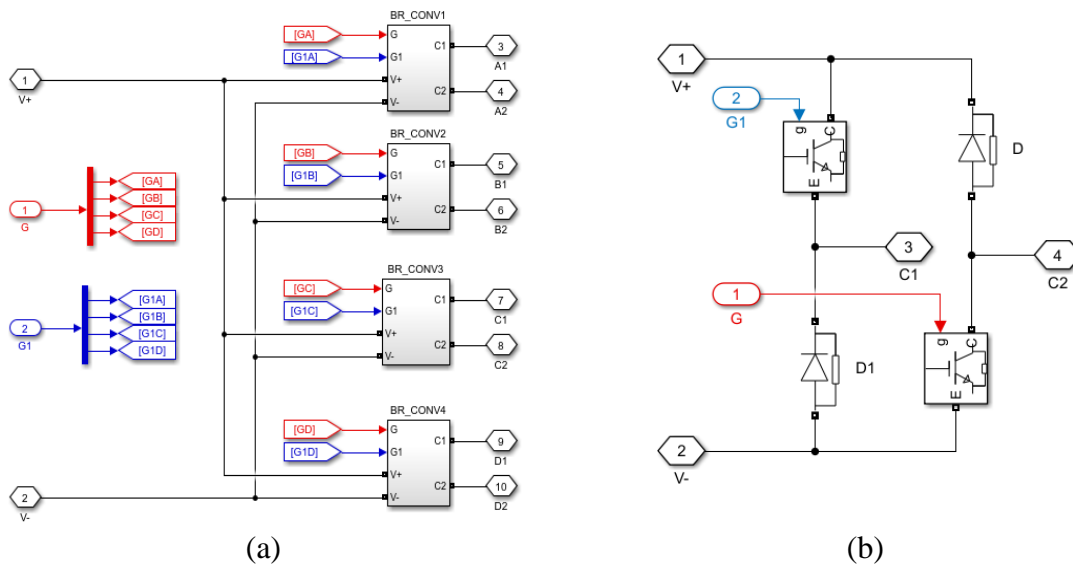 BR_CONV1
[GA]
G
C1
3
A1
[G1A]
G1
1
V+
V+
C2
4
A2
V-
BR_CONV2
[GB]
G
C1
5
B1
[G1B]
G1
V+
C2
6
B2
V-
1
G
[GA]
[GB]
[GC]
[GD]
BR_CONV3
[GC]
G
C1
7
C1
[G1C]
G1
V+
C2
8
C2
V-
2
G1
[G1A]
[G1B]
[G1C]
[G1D]
BR_CONV4
[GD]
G
C1
9
D1
[G1D]
G1
V+
C2
10
D2
V-
2
V-
(a)
1
V+
2
G1
g
C
E
D
3
C1
4
C2
1
G
g
C
E
D1
2
V-
(b)